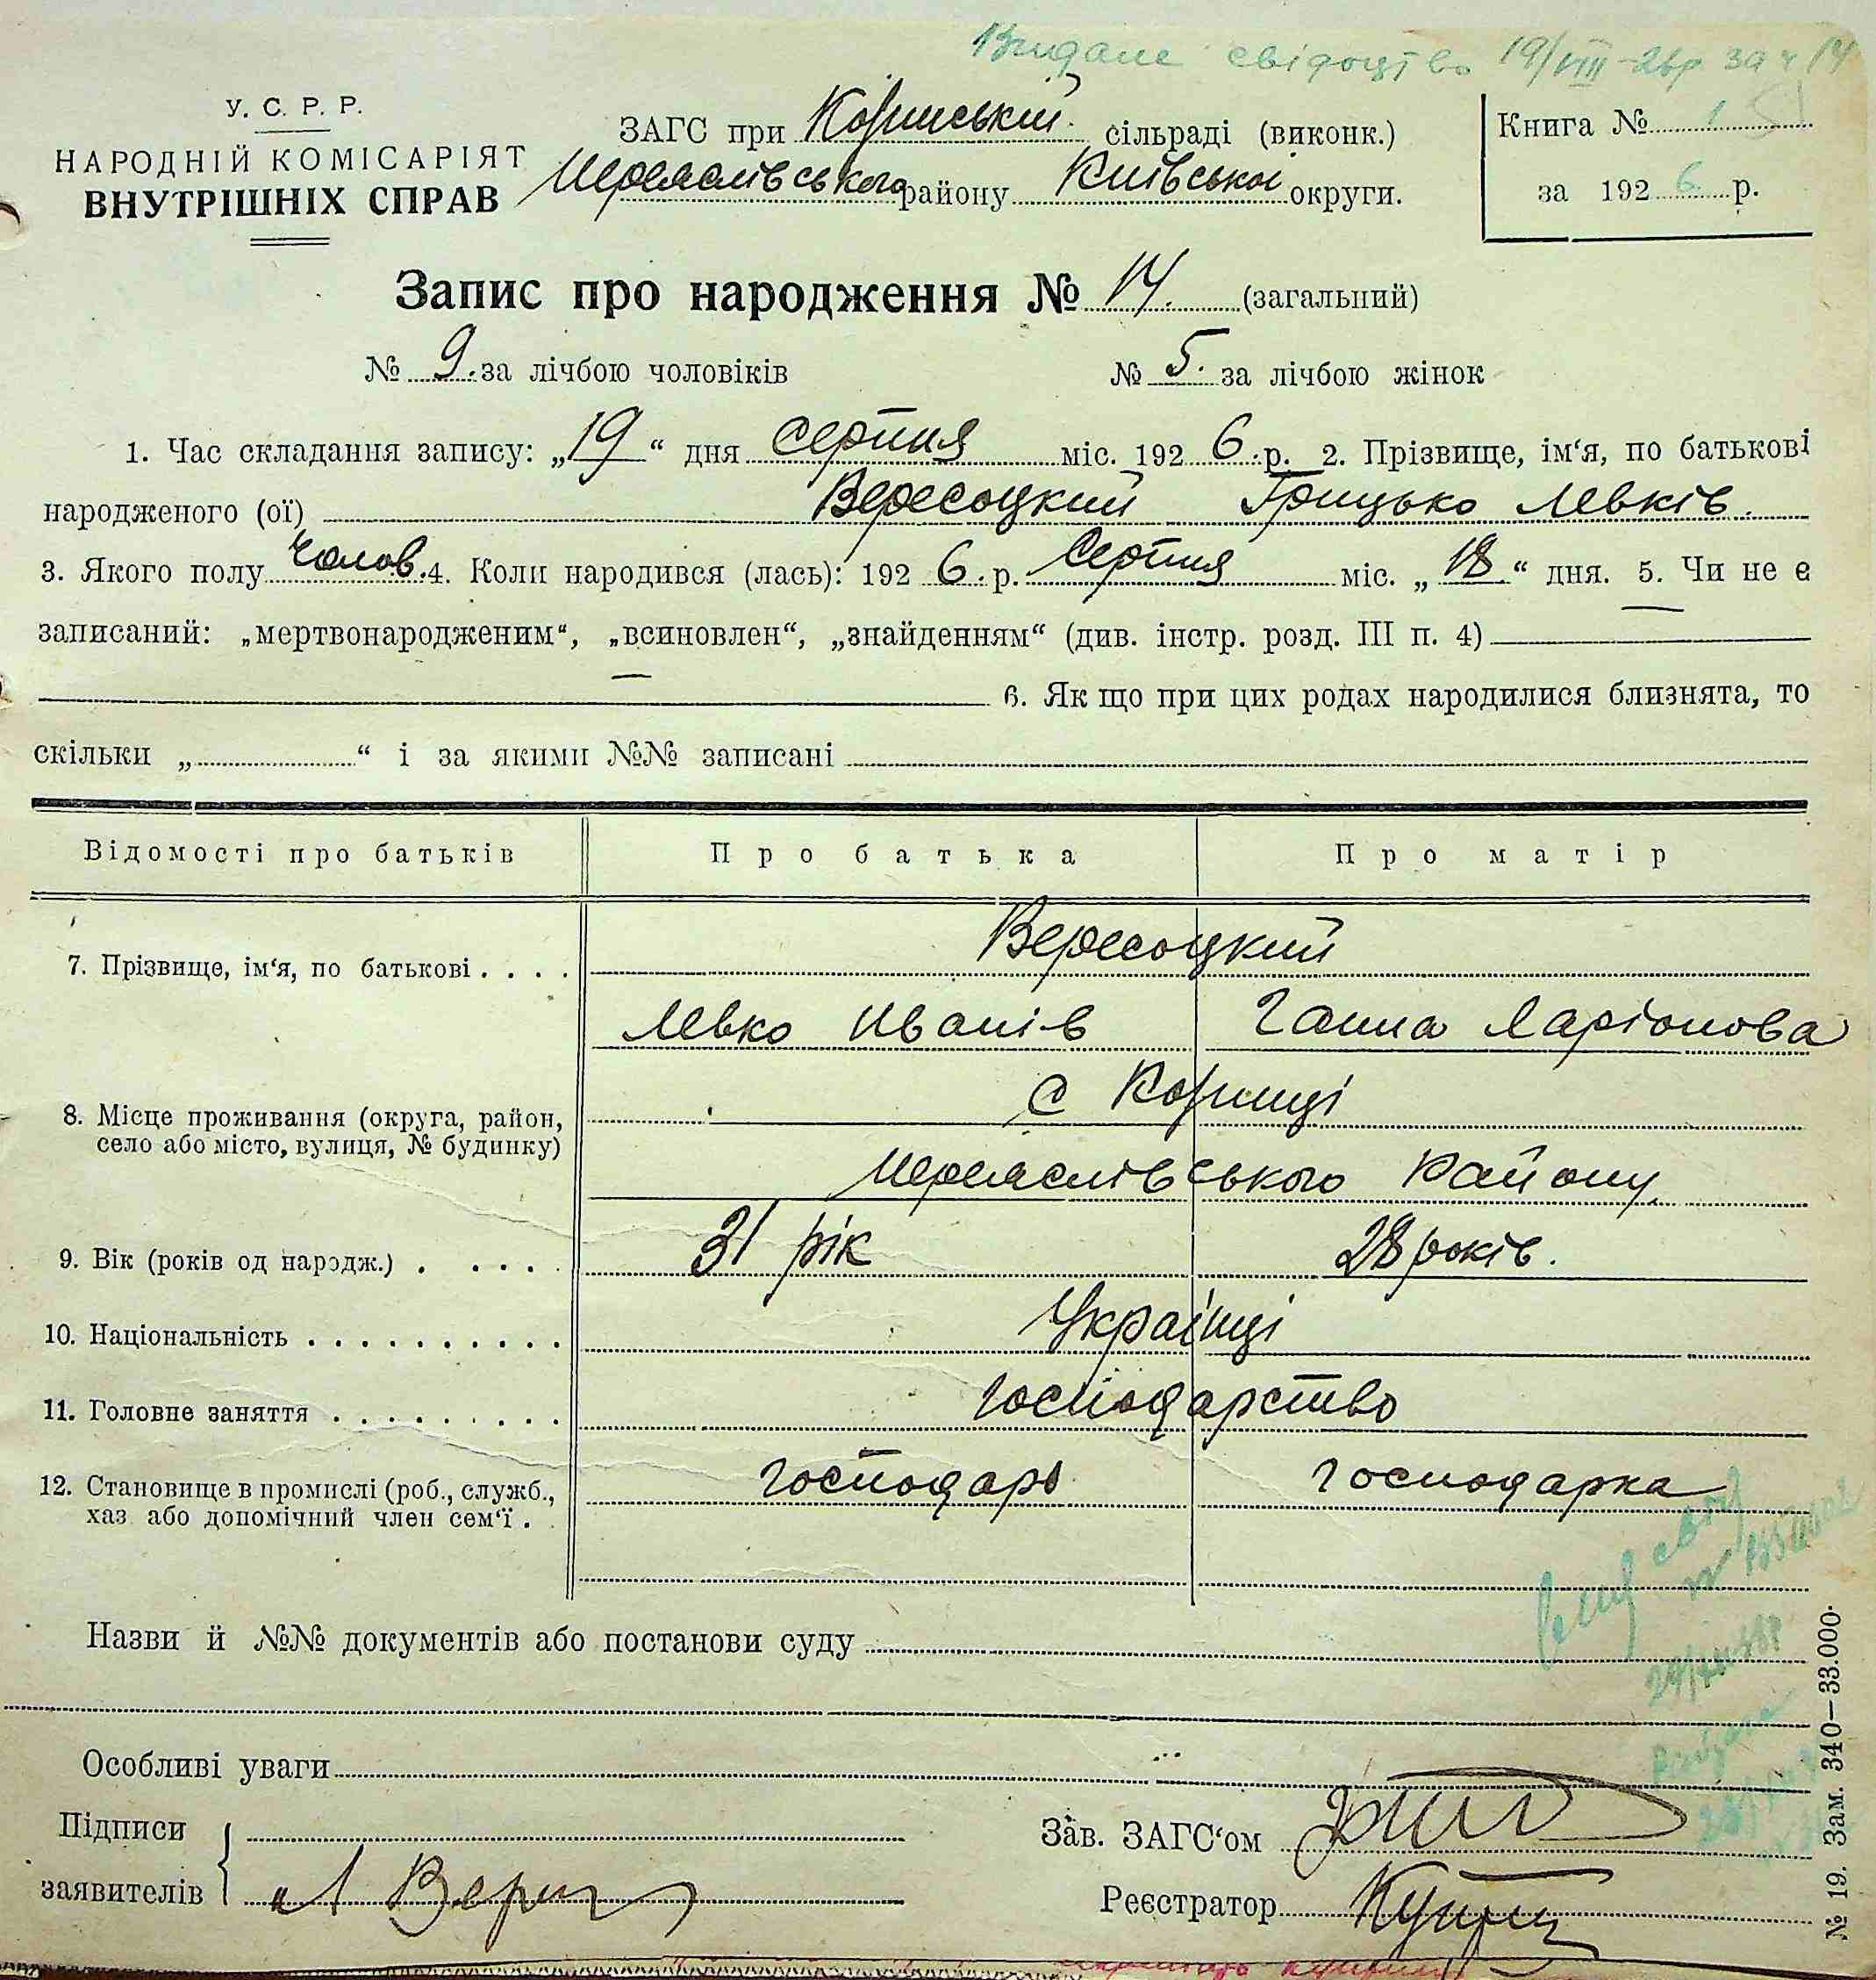 Видане свідоцтво 19/VIII-26р за ч 14
У. С. Р. Р.
НАРОДНІЙ КОМІСАРІЯТ
ВНУТРІШНІХ СПРАВ
ЗАГС при Коринській сільраді (виконк.)
Переяслівського району Київської округи.
Книга № 1
за 1926 р.
Запис про народження № 14. (загальний)
№ 9. за лічбою чоловіків № 5. за лічбою жінок
1. Час складання запису: „19“ дня Серпня міс. 1926.р. 2. Прізвище, ім‘я, по батькові
народженого (ої) Вересоцкий Грицько Левків.
3. Якого полу Чолов. 4. Коли народився (лась): 1926.р. Серпня міс. „18“ дня. 5. Чи не є
записаний: „мертвонародженим“, „всиновлен“, „знайденням“ (див. інстр. розд. III п. 4) —
— 6. Як що при цих родах народилися близнята, то
скільки „ “ і за якими №№ записані
Відомості про батьків Про батька Про матір
7. Прізвище, ім‘я, по батькові . . . . Вересоцкий
Левко Иванів Ганна Ларіонова
8. Місце проживання (округа, район, с Коринці
село або місто, вулиця, № будинку)
Переяслівського Району
9. Вік (років од народж.) . . . . . 31 рік 28 років.
10. Національність . . . . . . . . . . Українці
11. Головне заняття . . . . . . . . . Господарство
12. Становище в промислі (роб., служб., Господарь Господарка
хаз або допомічний член сем‘ї . .
Назви й №№ документів або постанови суду
Особливі уваги
Підписи
заявителів
Зав. ЗАГС‘ом
Реєстратор
№ 19. Зам. 340—33.000.